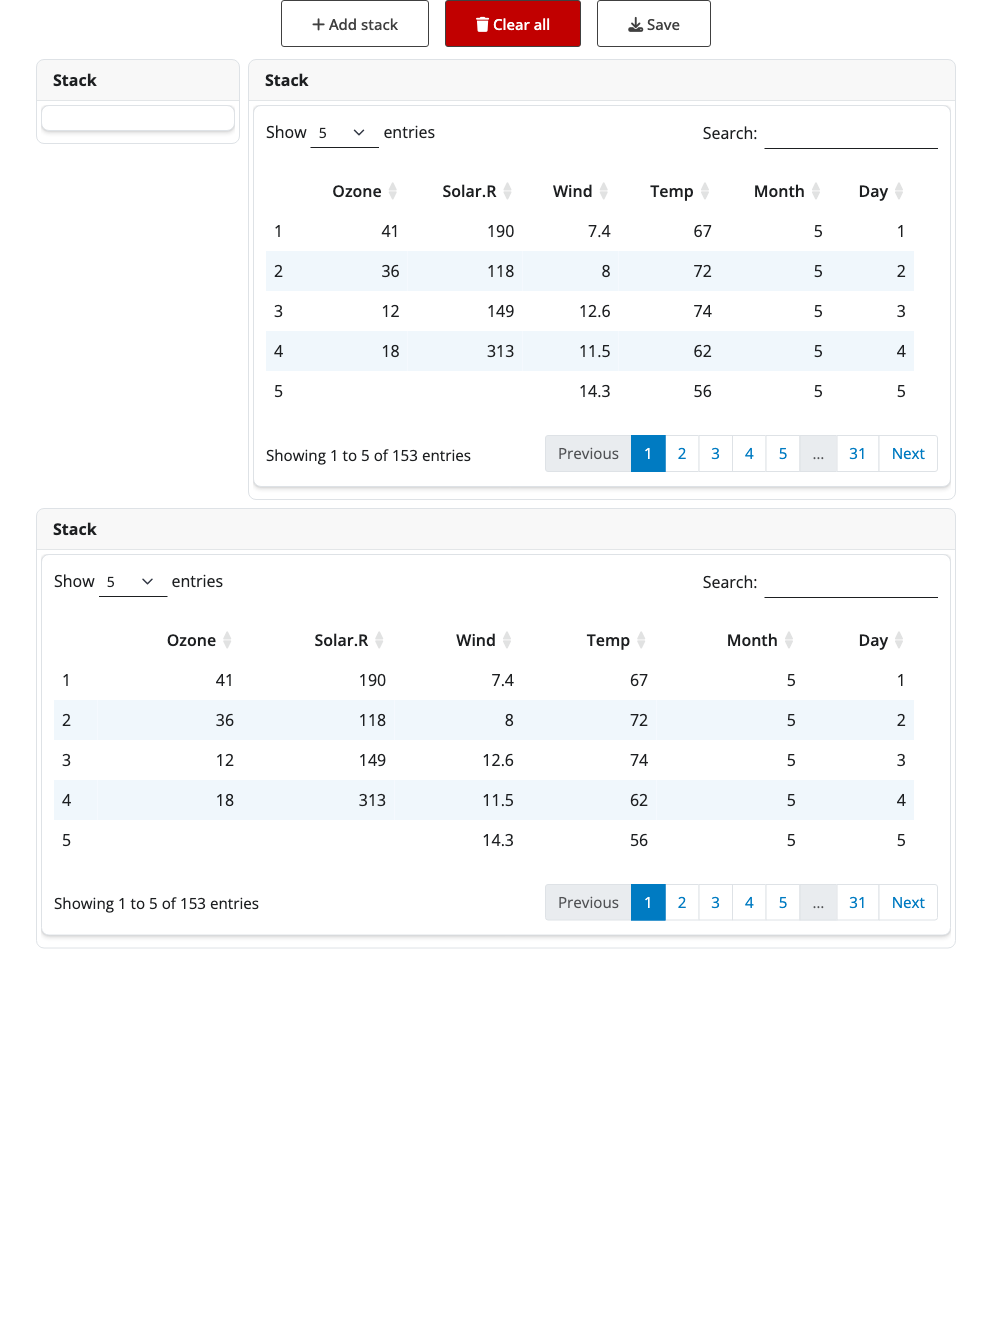 Add stack Clear all Save
Stack
Stack
Show 5 entries Search:
Ozone Solar.R Wind Temp Month Day
1 41 190 7.4 67 5 1
2 36 118 8 72 5 2
3 12 149 12.6 74 5 3
4 18 313 11.5 62 5 4
5 14.3 56 5 5
Showing 1 to 5 of 153 entries Previous 1 2 3 4 5 ... 31 Next
Stack
Show 5 entries Search:
Ozone Solar.R Wind Temp Month Day
1 41 190 7.4 67 5 1
2 36 118 8 72 5 2
3 12 149 12.6 74 5 3
4 18 313 11.5 62 5 4
5 14.3 56 5 5
Showing 1 to 5 of 153 entries Previous 1 2 3 4 5 ... 31 Next